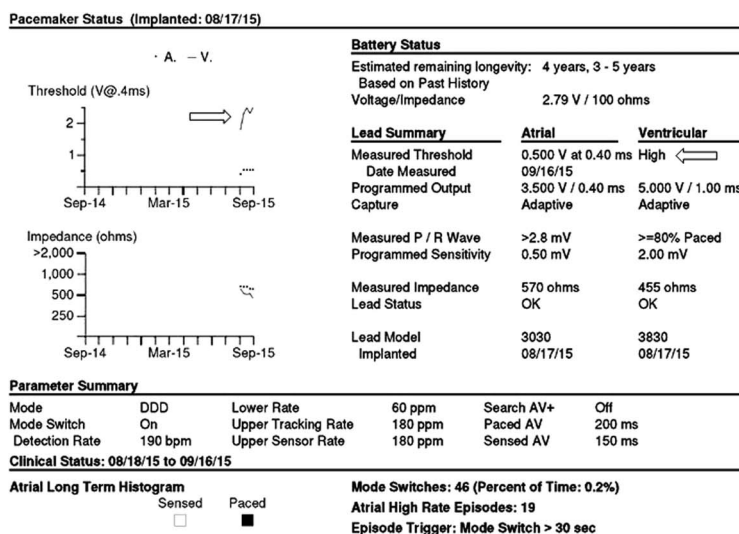 Pacemaker Status (Implanted: 08/17/15)
· A. – V.
Threshold (V@.4ms)
2
1
Sep-14 Mar-15 Sep-15
Impedance (ohms)
>2,000
1,000
500
250
Sep-14 Mar-15 Sep-15
Battery Status
Estimated remaining longevity: 4 years, 3 - 5 years
Based on Past History
Voltage/Impedance 2.79 V / 100 ohms
Lead Summary Atrial Ventricular
Measured Threshold 0.500 V at 0.40 ms High
Date Measured 09/16/15
Programmed Output 3.500 V / 0.40 ms 5.000 V / 1.00 ms
Capture Adaptive Adaptive
Measured P / R Wave >2.8 mV >=80% Paced
Programmed Sensitivity 0.50 mV 2.00 mV
Measured Impedance 570 ohms 455 ohms
Lead Status OK OK
Lead Model 3030 3830
Implanted 08/17/15 08/17/15
Parameter Summary
Mode DDD Lower Rate 60 ppm Search AV+ Off
Mode Switch On Upper Tracking Rate 180 ppm Paced AV 200 ms
Detection Rate 190 bpm Upper Sensor Rate 180 ppm Sensed AV 150 ms
Clinical Status: 08/18/15 to 09/16/15
Atrial Long Term Histogram
Sensed Paced
Mode Switches: 46 (Percent of Time: 0.2%)
Atrial High Rate Episodes: 19
Episode Trigger: Mode Switch > 30 sec